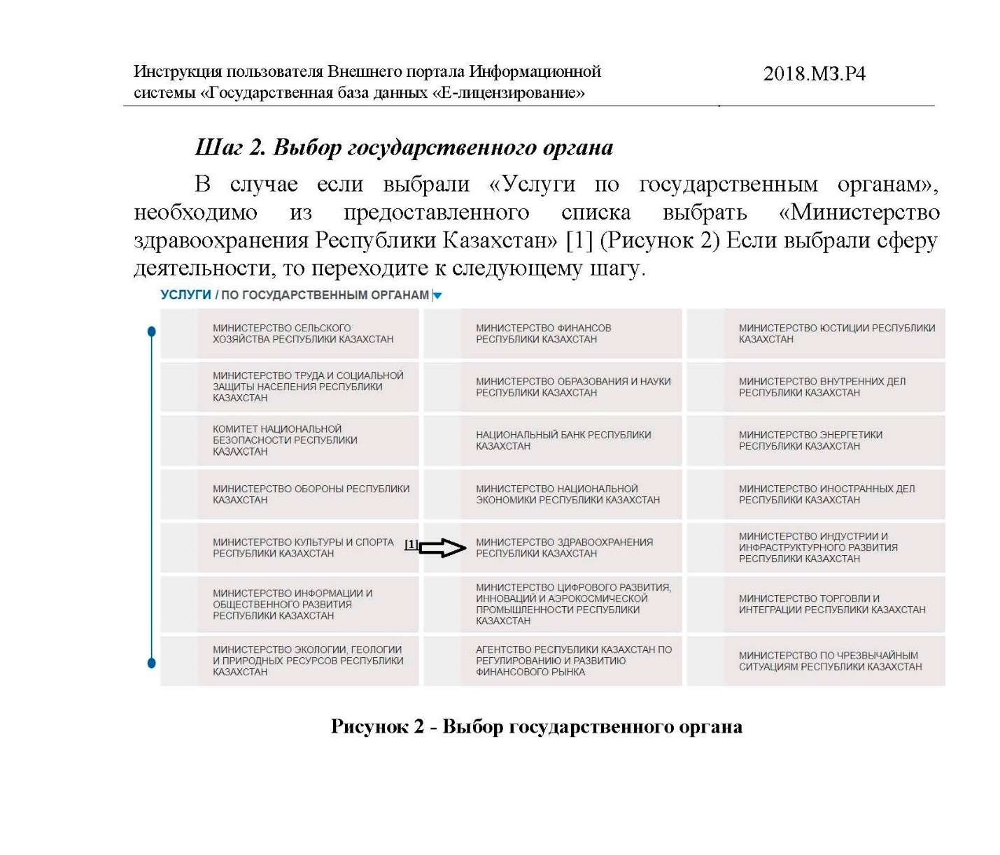 Инструкция пользователя Внешнего портала Информационной
системы «Государственная база данных «Е-лицензирование»
2018.МЗ.Р4
Шаг 2. Выбор государственного органа
В случае если выбрали «Услуги по государственным органам»,
необходимо из предоставленного списка выбрать «Министерство
здравоохранения Республики Казахстан» [1] (Рисунок 2) Если выбрали сферу
деятельности, то переходите к следующему шагу.
УСЛУГИ / ПО ГОСУДАРСТВЕННЫМ ОРГАНАМ
МИНИСТЕРСТВО СЕЛЬСКОГО
ХОЗЯЙСТВА РЕСПУБЛИКИ КАЗАХСТАН
МИНИСТЕРСТВО ФИНАНСОВ
РЕСПУБЛИКИ КАЗАХСТАН
МИНИСТЕРСТВО ЮСТИЦИИ РЕСПУБЛИКИ
КАЗАХСТАН
МИНИСТЕРСТВО ТРУДА И СОЦИАЛЬНОЙ
ЗАЩИТЫ НАСЕЛЕНИЯ РЕСПУБЛИКИ
КАЗАХСТАН
МИНИСТЕРСТВО ОБРАЗОВАНИЯ И НАУКИ
РЕСПУБЛИКИ КАЗАХСТАН
МИНИСТЕРСТВО ВНУТРЕННИХ ДЕЛ
РЕСПУБЛИКИ КАЗАХСТАН
КОМИТЕТ НАЦИОНАЛЬНОЙ
БЕЗОПАСНОСТИ РЕСПУБЛИКИ
КАЗАХСТАН
НАЦИОНАЛЬНЫЙ БАНК РЕСПУБЛИКИ
КАЗАХСТАН
МИНИСТЕРСТВО ЭНЕРГЕТИКИ
РЕСПУБЛИКИ КАЗАХСТАН
МИНИСТЕРСТВО ОБОРОНЫ РЕСПУБЛИКИ
КАЗАХСТАН
МИНИСТЕРСТВО НАЦИОНАЛЬНОЙ
ЭКОНОМИКИ РЕСПУБЛИКИ КАЗАХСТАН
МИНИСТЕРСТВО ИНОСТРАННЫХ ДЕЛ
РЕСПУБЛИКИ КАЗАХСТАН
МИНИСТЕРСТВО КУЛЬТУРЫ И СПОРТА
РЕСПУБЛИКИ КАЗАХСТАН
[1]
МИНИСТЕРСТВО ЗДРАВООХРАНЕНИЯ
РЕСПУБЛИКИ КАЗАХСТАН
МИНИСТЕРСТВО ИНДУСТРИИ И
ИНФРАСТРУКТУРНОГО РАЗВИТИЯ
РЕСПУБЛИКИ КАЗАХСТАН
МИНИСТЕРСТВО ИНФОРМАЦИИ И
ОБЩЕСТВЕННОГО РАЗВИТИЯ
РЕСПУБЛИКИ КАЗАХСТАН
МИНИСТЕРСТВО ЦИФРОВОГО РАЗВИТИЯ,
ИННОВАЦИЙ И АЭРОКОСМИЧЕСКОЙ
ПРОМЫШЛЕННОСТИ РЕСПУБЛИКИ
КАЗАХСТАН
МИНИСТЕРСТВО ТОРГОВЛИ И
ИНТЕГРАЦИИ РЕСПУБЛИКИ КАЗАХСТАН
МИНИСТЕРСТВО ЭКОЛОГИИ, ГЕОЛОГИИ
И ПРИРОДНЫХ РЕСУРСОВ РЕСПУБЛИКИ
КАЗАХСТАН
АГЕНТСТВО РЕСПУБЛИКИ КАЗАХСТАН ПО
РЕГУЛИРОВАНИЮ И РАЗВИТИЮ
ФИНАНСОВОГО РЫНКА
МИНИСТЕРСТВО ПО ЧРЕЗВЫЧАЙНЫМ
СИТУАЦИЯМ РЕСПУБЛИКИ КАЗАХСТАН
Рисунок 2 - Выбор государственного органа